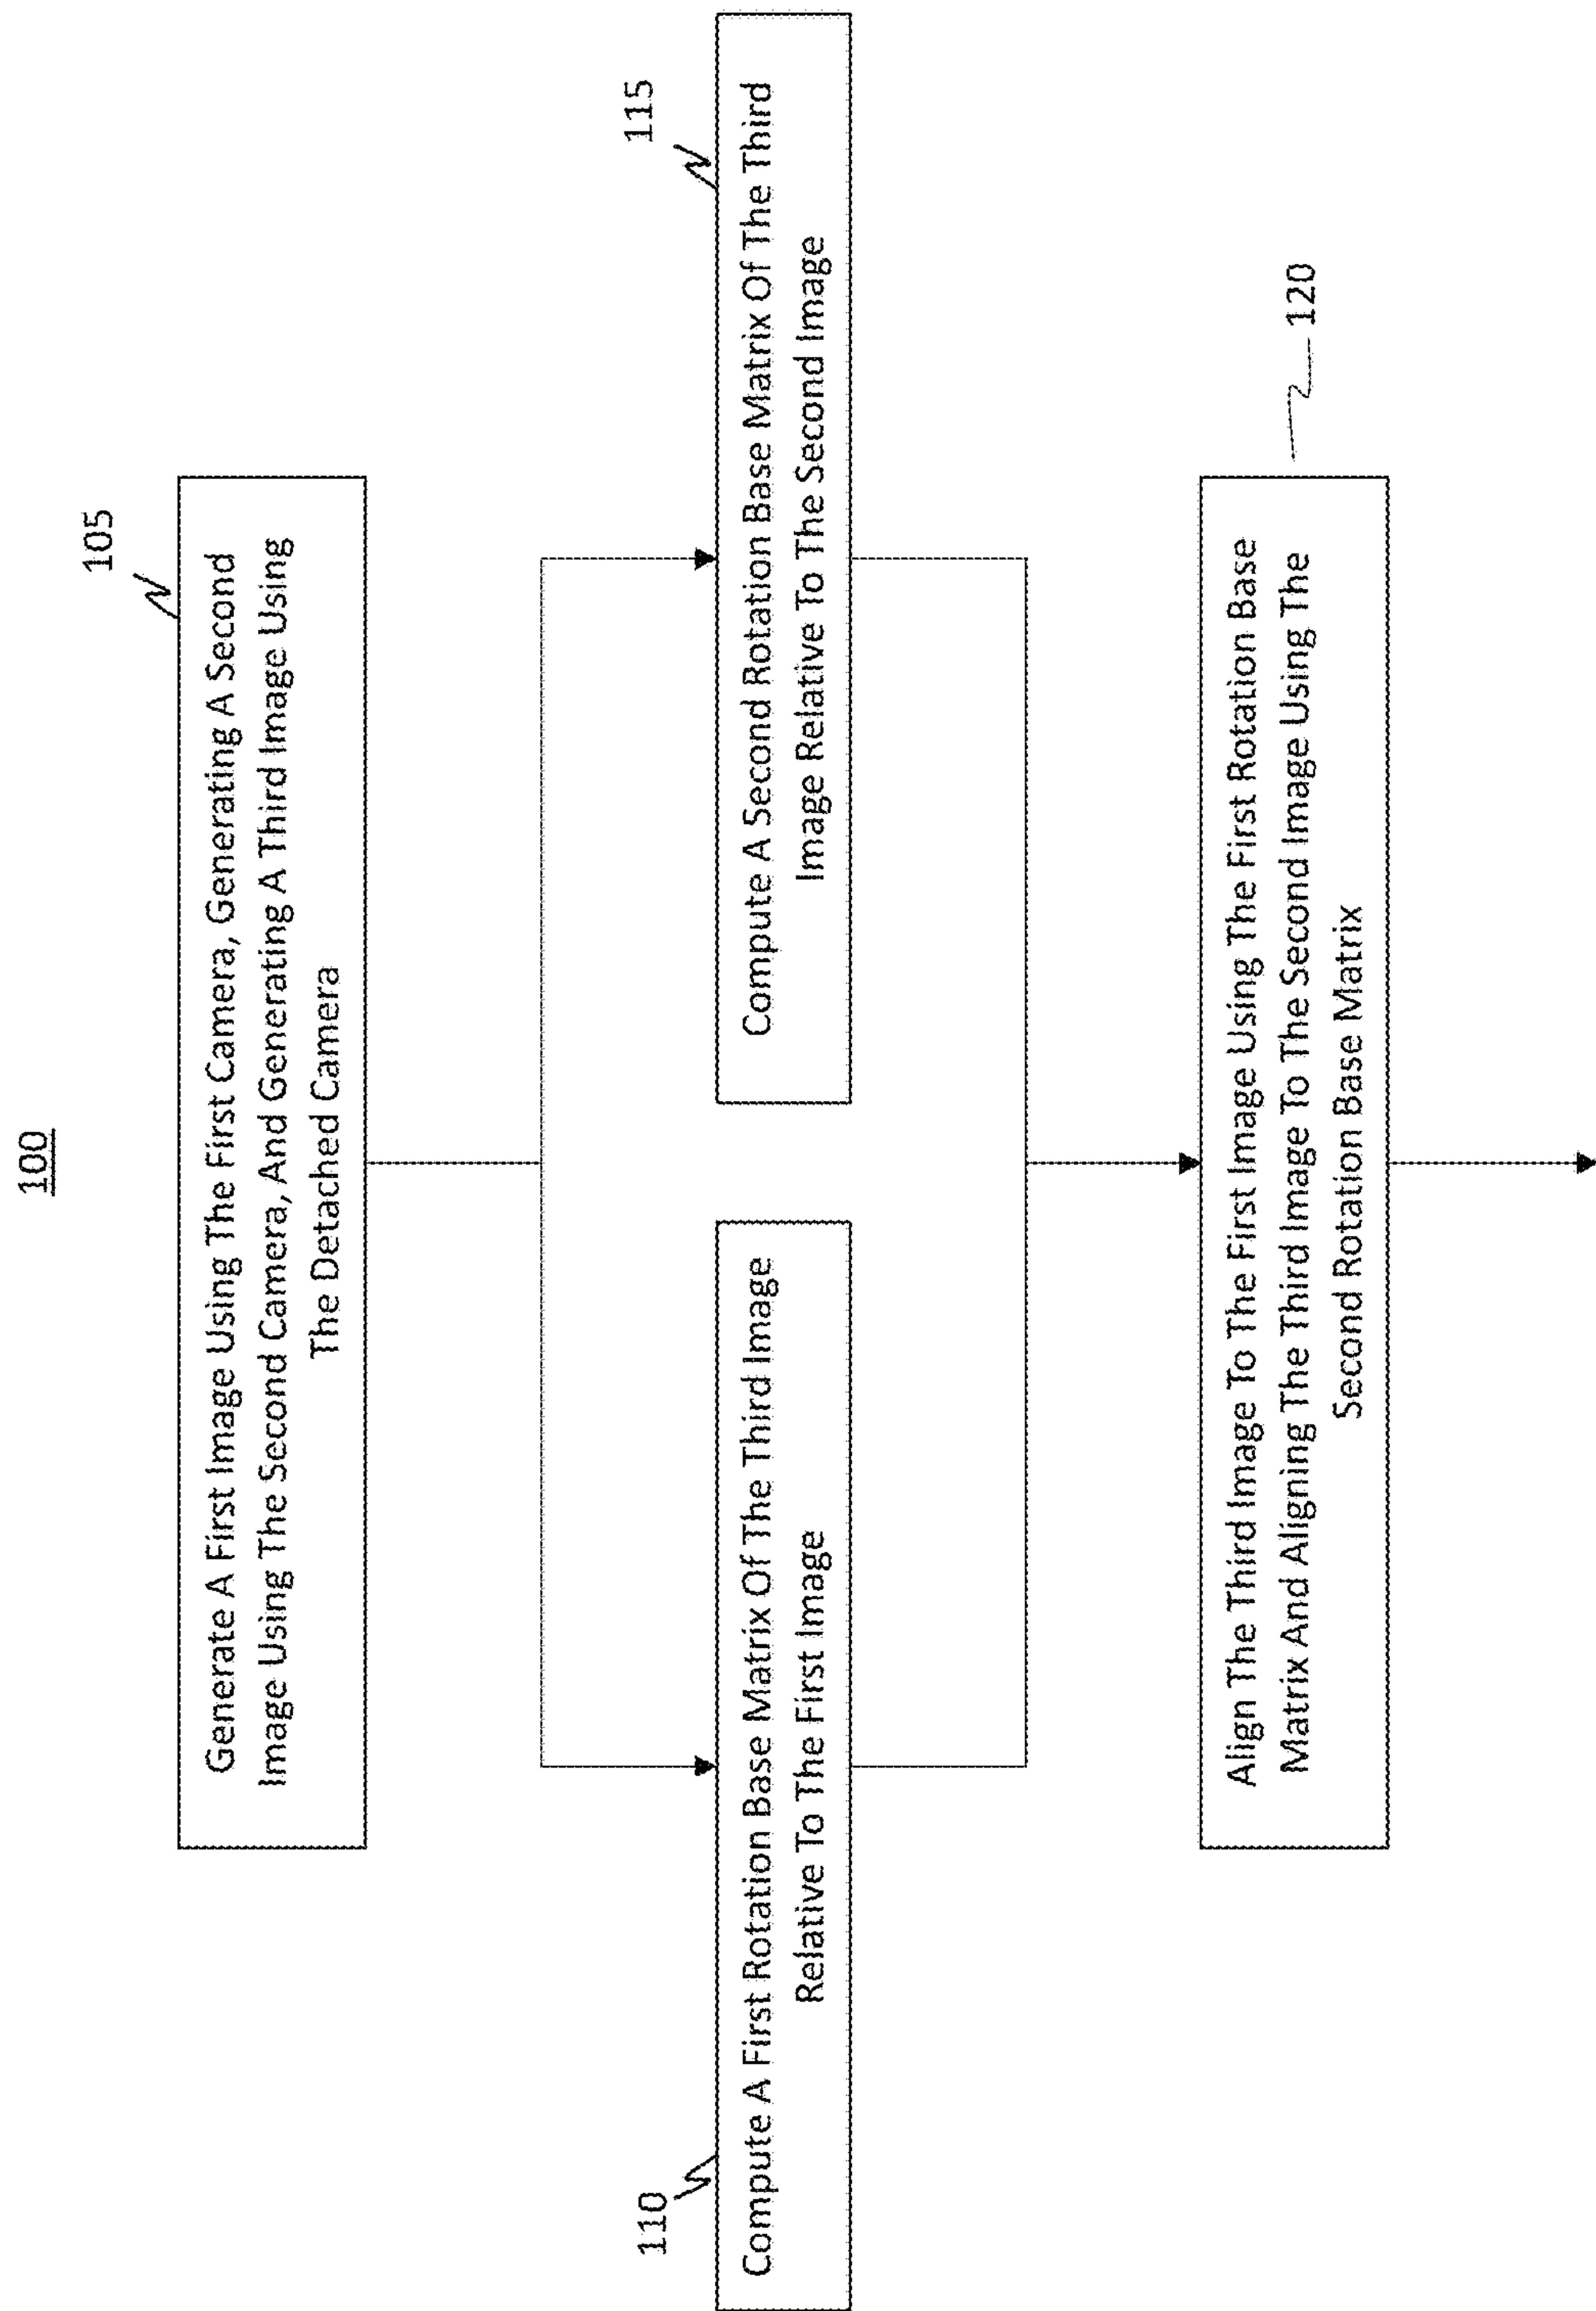 100
105
Generate A First Image Using The First Camera, Generating A Second
Image Using The Second Camera, And Generating A Third Image Using
The Detached Camera
110
Compute A First Rotation Base Matrix Of The Third Image
Relative To The First Image
115
Compute A Second Rotation Base Matrix Of The Third
Image Relative To The Second Image
120
Align The Third Image To The First Image Using The First Rotation Base
Matrix And Aligning The Third Image To The Second Image Using The
Second Rotation Base Matrix